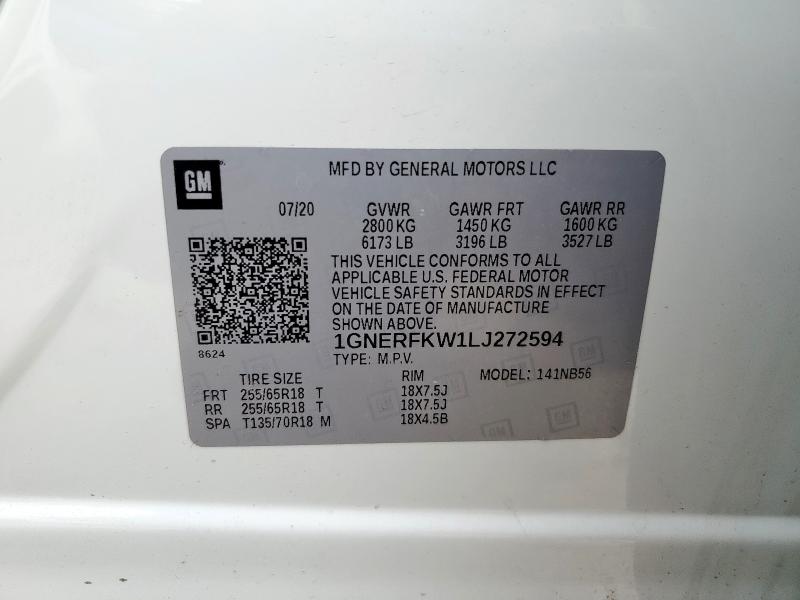 GM
MFD BY GENERAL MOTORS LLC
07/20 GVWR GAWR FRT GAWR RR
2800 KG 1450 KG 1600 KG
6173 LB 3196 LB 3527 LB
THIS VEHICLE CONFORMS TO ALL
APPLICABLE U.S. FEDERAL MOTOR
VEHICLE SAFETY STANDARDS IN EFFECT
ON THE DATE OF MANUFACTURE
SHOWN ABOVE.
1GNERFKW1LJ272594
8624
TYPE: M.P.V.
TIRE SIZE RIM MODEL: 141NB56
FRT 255/65R18 T 18X7.5J
RR 255/65R18 T 18X7.5J
SPA T135/70R18 M 18X4.5B